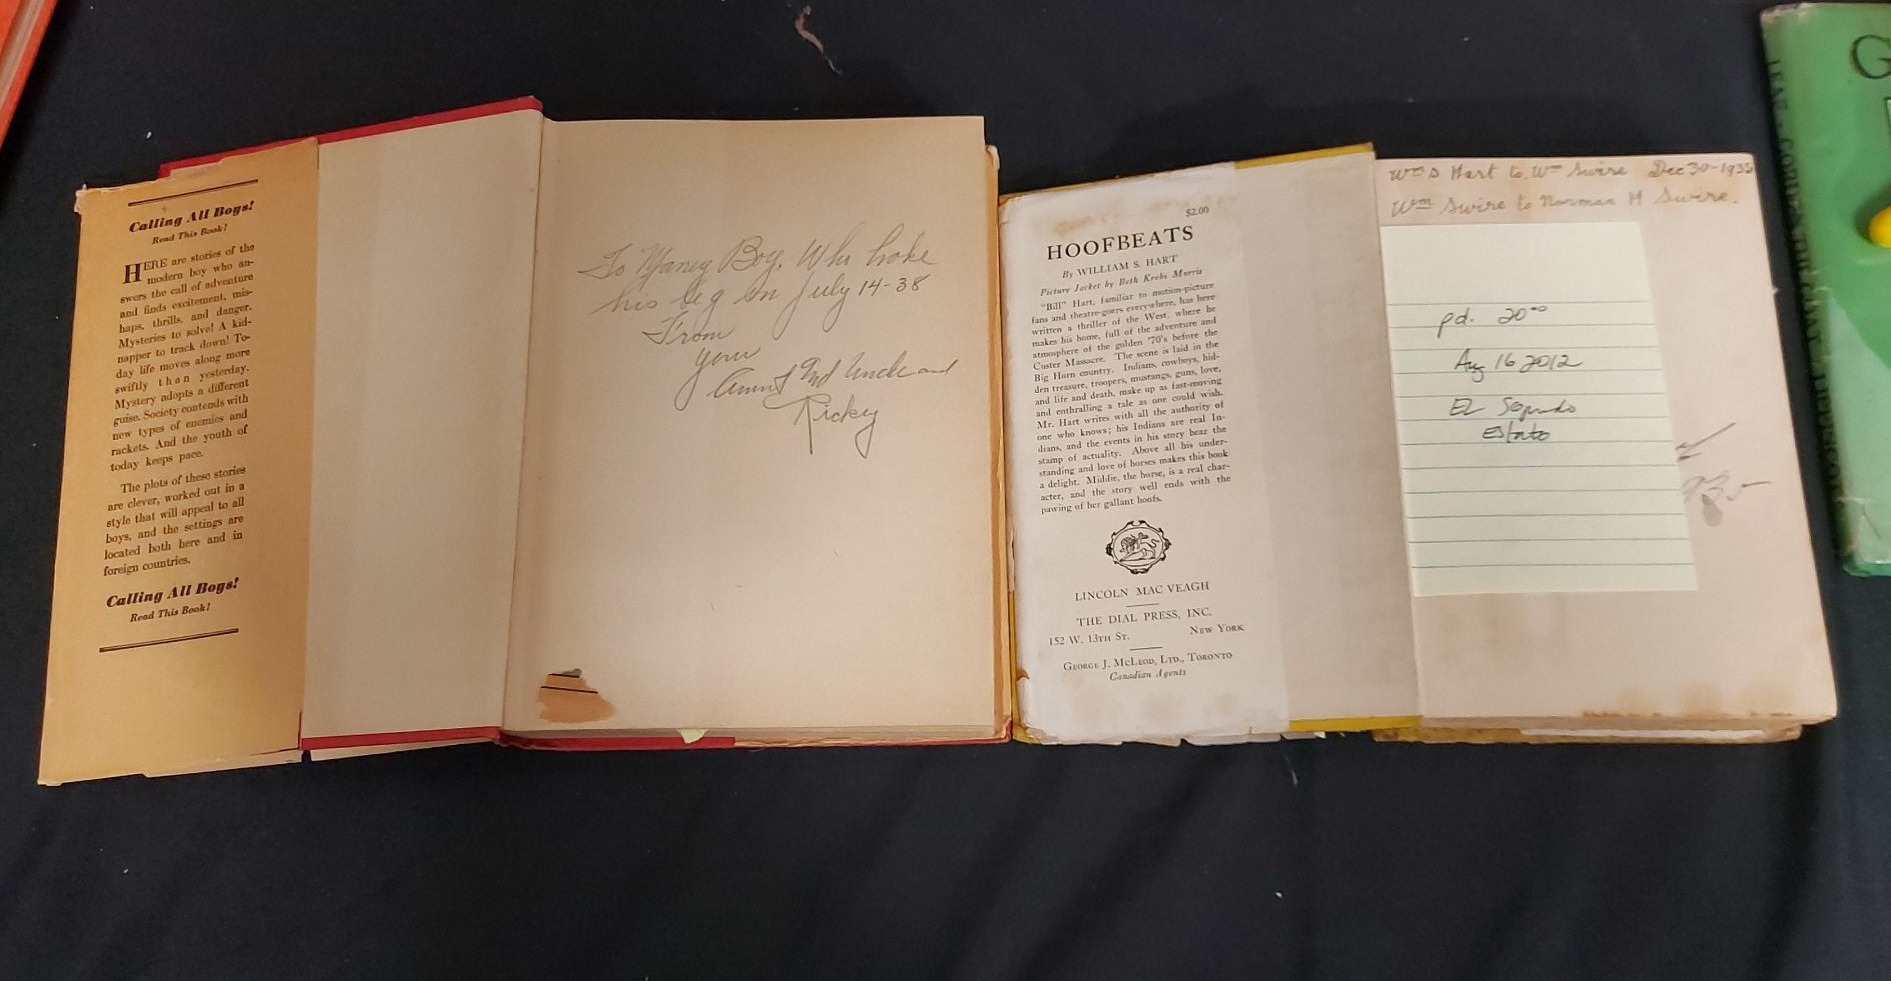 Calling All Boys!
Read This Book!
HERE are stories of the
modern boy who an-
swers the call of adventure
and finds excitement, mis-
haps, thrills, and danger.
Mysteries to solve! A kid-
napper to track down! To-
day life moves along more
swiftly than yesterday.
Mystery adopts a different
guise. Society contends with
new types of enemies and
rackets. And the youth of
today keeps pace.
The plots of these stories
are clever, worked out in a
style that will appeal to all
boys, and the settings are
located both here and in
foreign countries.
Calling All Boys!
Read This Book!
To Boy. Who broke
his leg on July 14-38
From
your
Aunt and Uncle and
Rickey
$2.00
HOOFBEATS
By WILLIAM S. HART
Picture Jacket by Beth Krebs Morris
"Bill" Hart, familiar to motion-picture
fans and theatre-goers everywhere, has here
written a thriller of the West, where he
makes his home, full of the adventure and
atmosphere of the golden '70's before the
Custer Massacre. The scene is laid in the
Big Horn country. Indians, cowboys, hid-
den treasure, troopers, mustangs, guns, love,
and life and death, make up as fast-moving
and enthralling a tale as one could wish.
Mr. Hart writes with all the authority of
one who knows; his Indians are real In-
dians, and the events in his story bear the
stamp of actuality. Above all his under-
standing and love of horses makes this book
a delight. Middie, the horse, is a real char-
acter, and the story well ends with the
pawing of her gallant hoofs.
LINCOLN MAC VEAGH
THE DIAL PRESS, INC.
152 W. 13TH ST. NEW YORK
GEORGE J. MCLEOD, LTD., TORONTO
Canadian Agents
Wm S Hart to Wm Swire Dec 30-1935
Wm Swire to Norman H Swire.
pd. 2000
Aug 16 2012
El Segundo
Estate
G